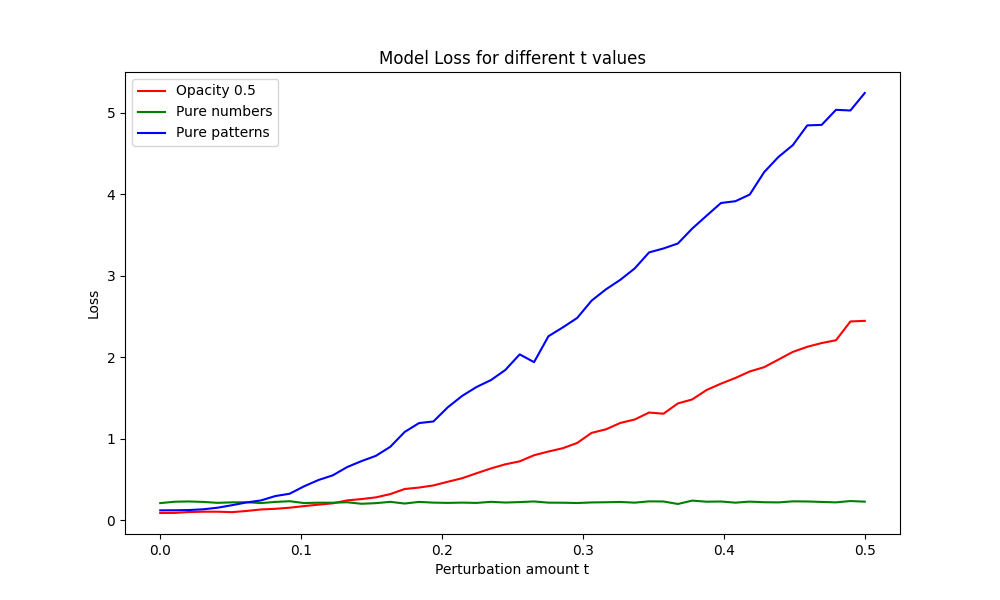 Model Loss for different t values
Opacity 0.5
Pure numbers
Pure patterns
Loss
5
4
3
2
1
0
0.0 0.1 0.2 0.3 0.4 0.5
Perturbation amount t